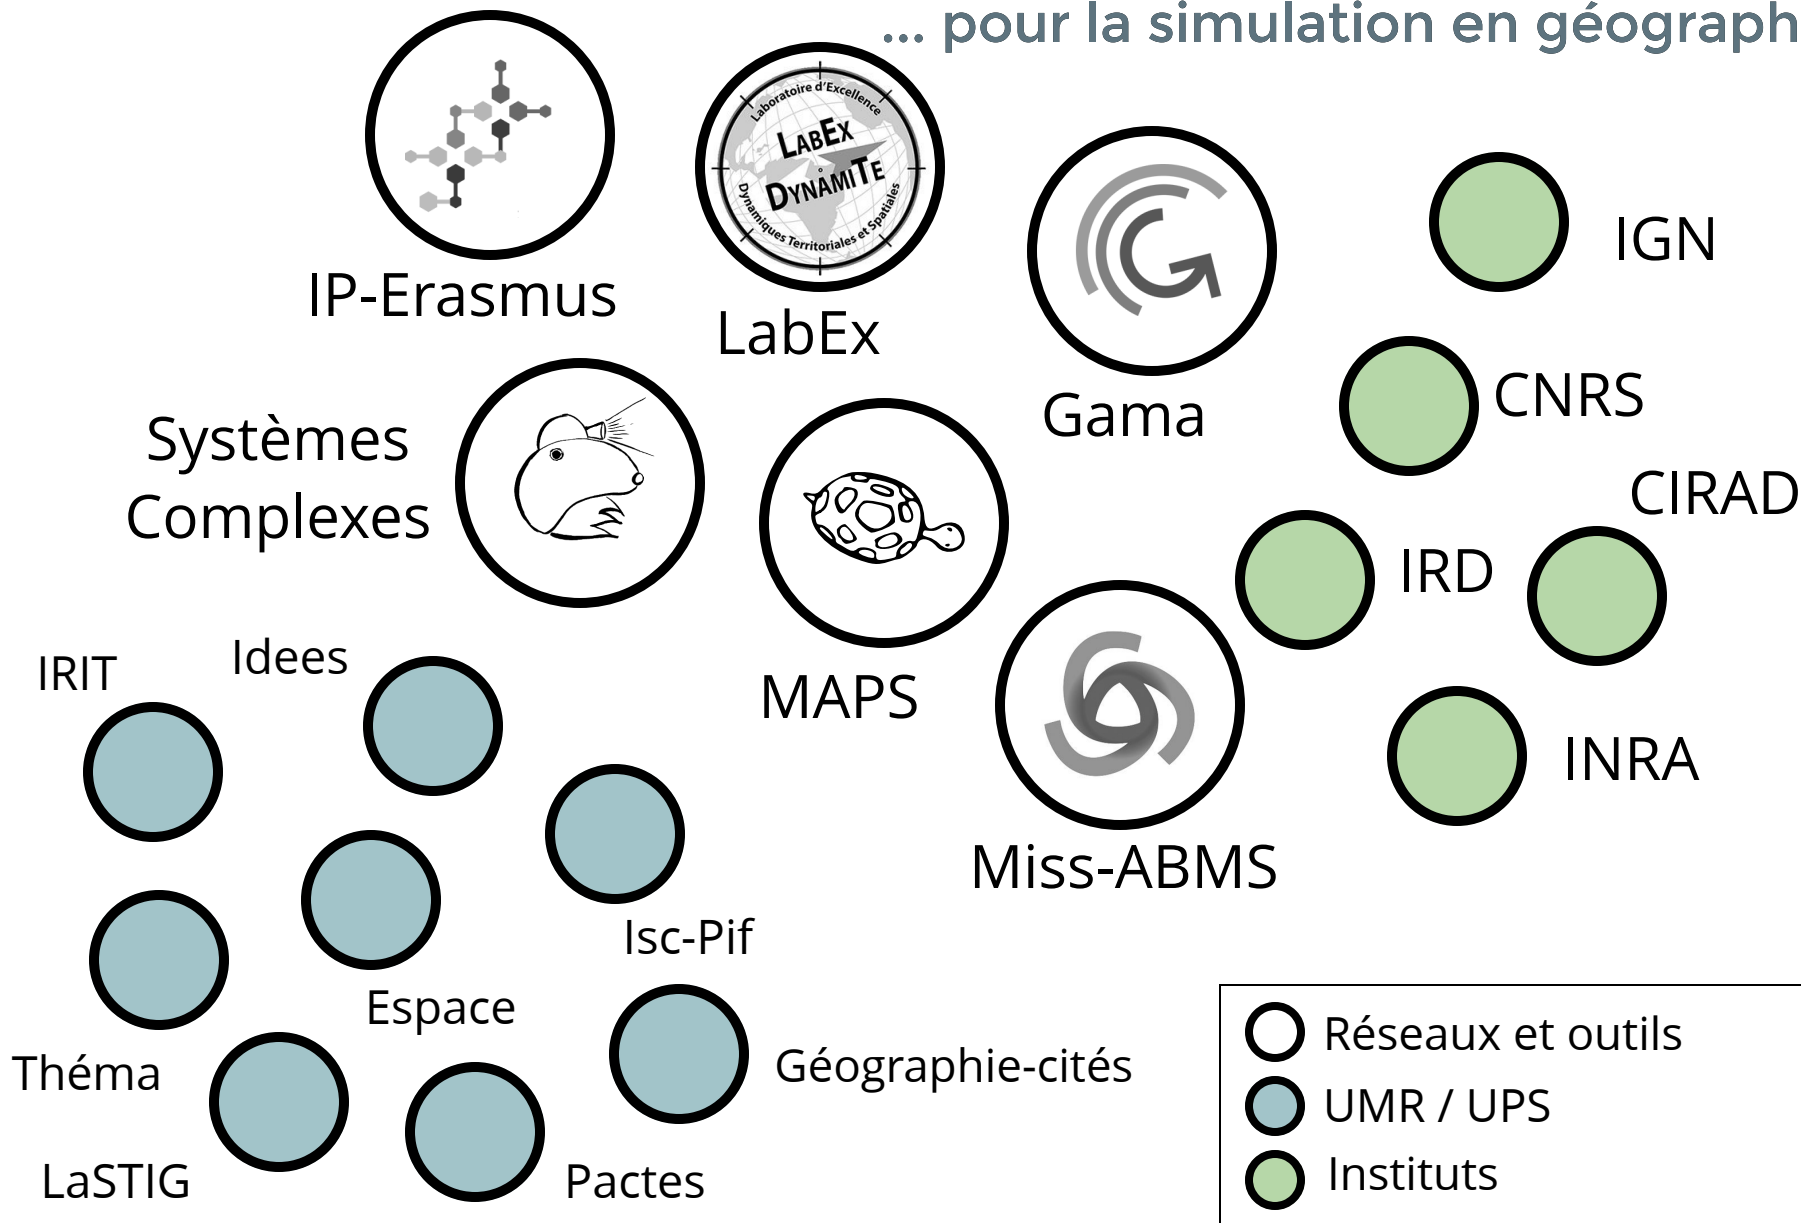 ... pour la simulation en géograph
Laboratoire d'Excellence
LABEX
DYNAMITE
Dynamiques Territoriales et Spatiales
IP-Erasmus
LabEx
Gama
IGN
CNRS
Systèmes
Complexes
CIRAD
IRD
MAPS
Miss-ABMS
INRA
IRIT
Idees
Isc-Pif
Espace
Théma
Géographie-cités
LaSTIG
Pactes
Réseaux et outils
UMR / UPS
Instituts